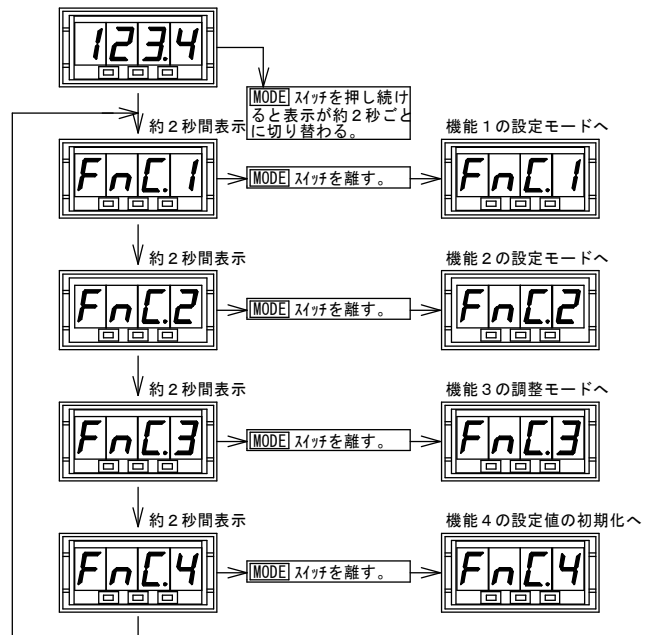 123.4
MODE スイッチを押し続け
ると表示が約２秒ごと
に切り替わる。
約２秒間表示
機能１の設定モードへ
FnC.1
MODE スイッチを離す。
FnC.1
約２秒間表示
機能２の設定モードへ
FnC.2
MODE スイッチを離す。
FnC.2
約２秒間表示
機能３の調整モードへ
FnC.3
MODE スイッチを離す。
FnC.3
約２秒間表示
機能４の設定値の初期化へ
FnC.4
MODE スイッチを離す。
FnC.4